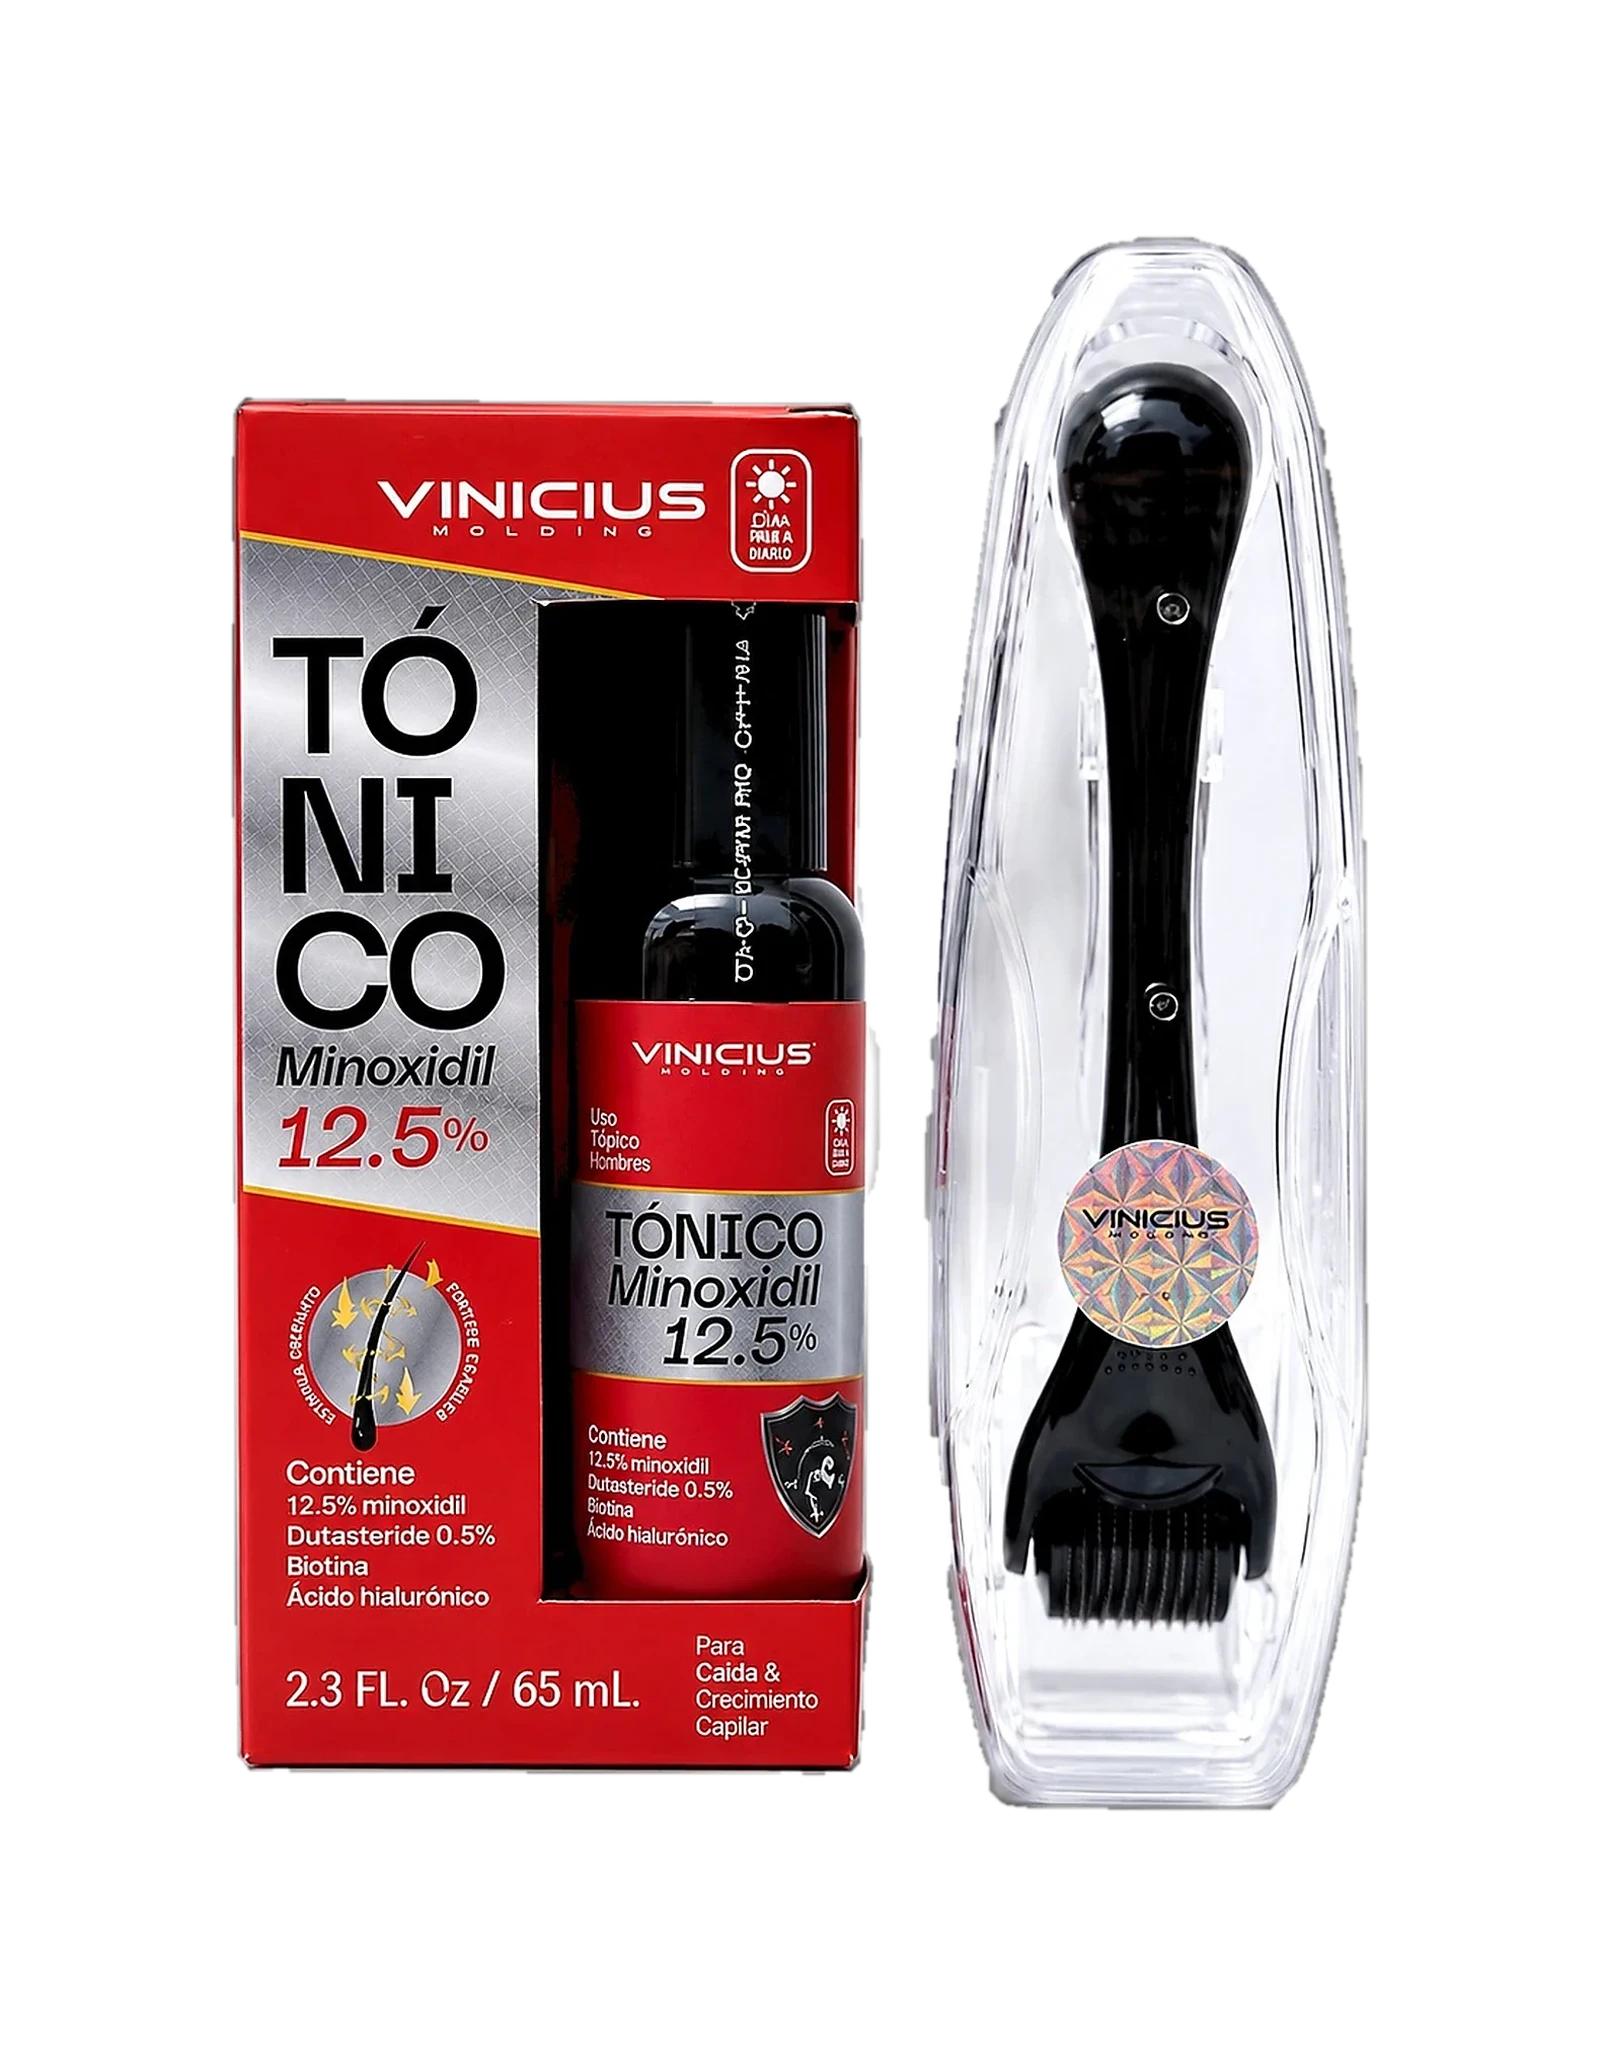 VINICIUS
MOLDING
DIARIO
TÓ
NI
CO
Minoxidil
12.5%
Contiene
12.5% minoxidil
Dutasteride 0.5%
Biotina
Ácido hialurónico
2.3 FL. Oz / 65 mL.
Para
Caida &
Crecimiento
Capilar
VINICIUS
MOLDING
Uso
Tópico
Hombres
TÓNICO
Minoxidil
12.5%
Contiene
12.5% minoxidil
Dutasteride 0.5%
Biotina
Ácido hialurónico
VINICIUS